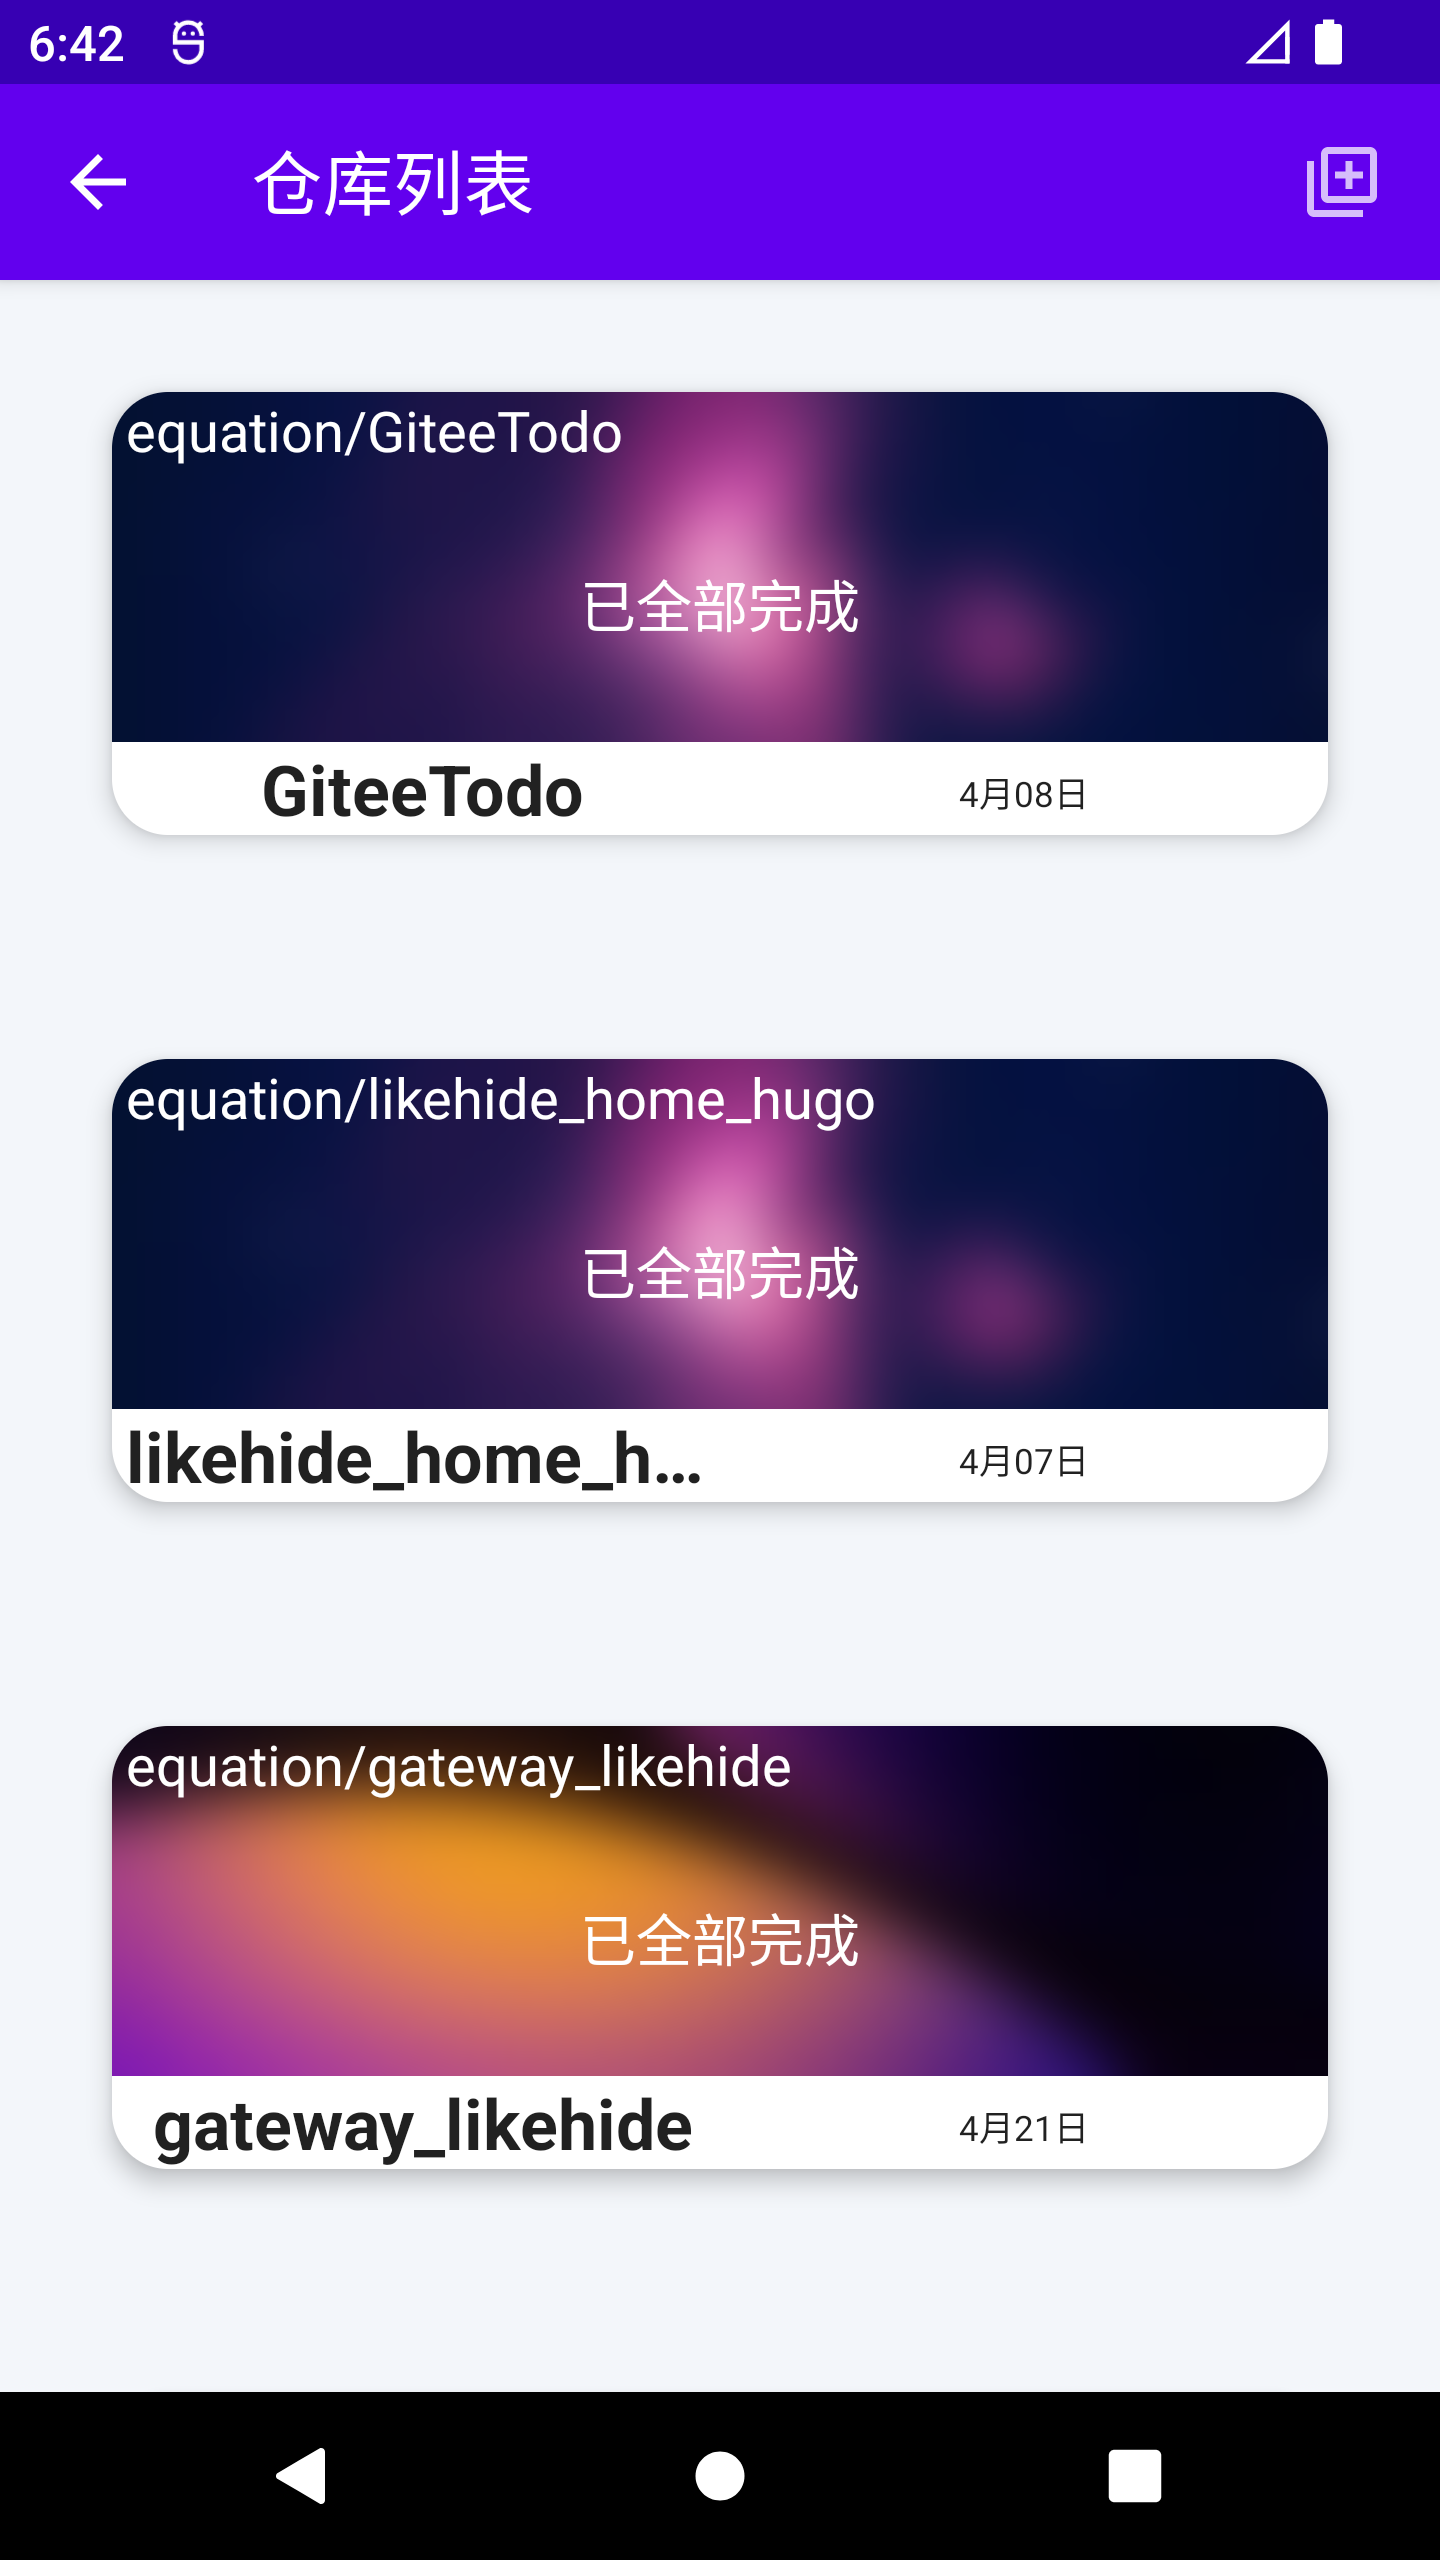 6:42
仓库列表
equation/GiteeTodo
已全部完成
GiteeTodo
4月08日
equation/likehide_home_hugo
已全部完成
likehide_home_h...
4月07日
equation/gateway_likehide
已全部完成
gateway_likehide
4月21日